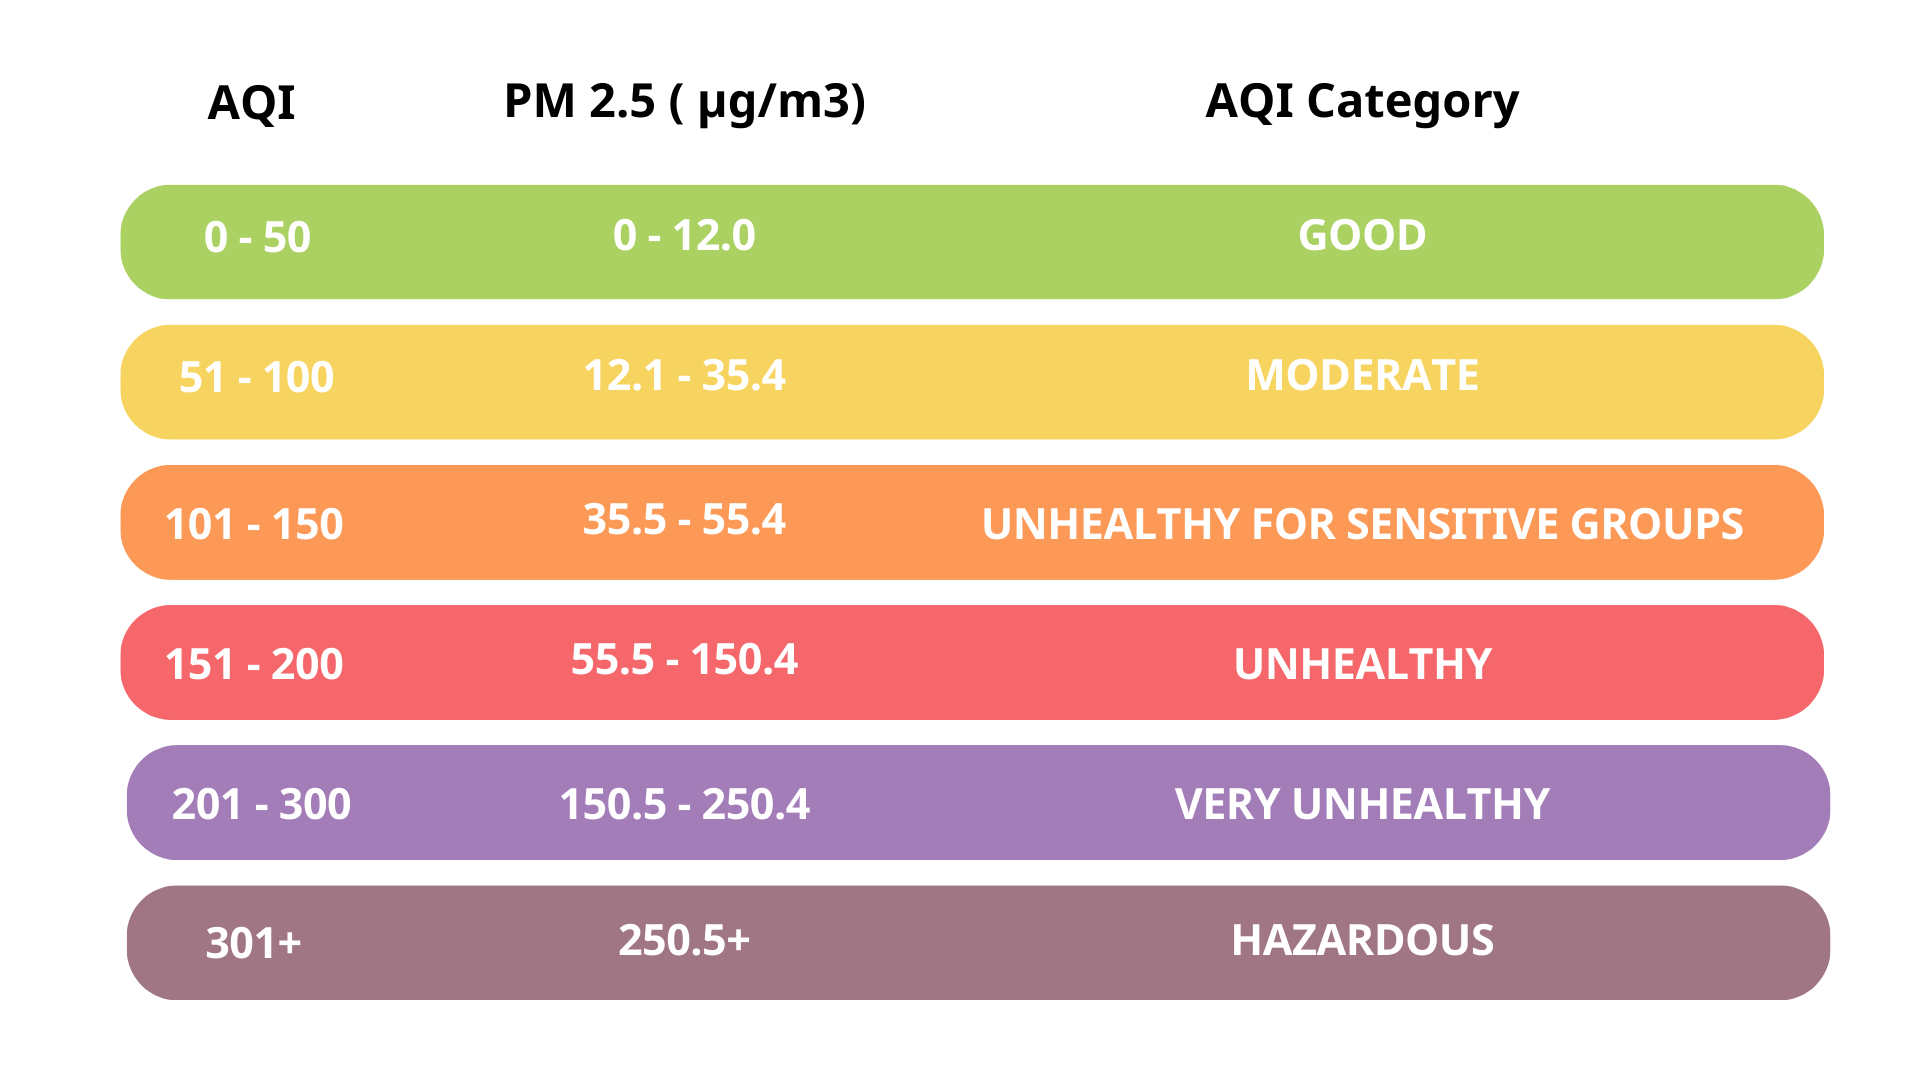 AQI PM 2.5 ( µg/m3) AQI Category
0 - 50 0 - 12.0 GOOD
51 - 100 12.1 - 35.4 MODERATE
101 - 150 35.5 - 55.4 UNHEALTHY FOR SENSITIVE GROUPS
151 - 200 55.5 - 150.4 UNHEALTHY
201 - 300 150.5 - 250.4 VERY UNHEALTHY
301+ 250.5+ HAZARDOUS